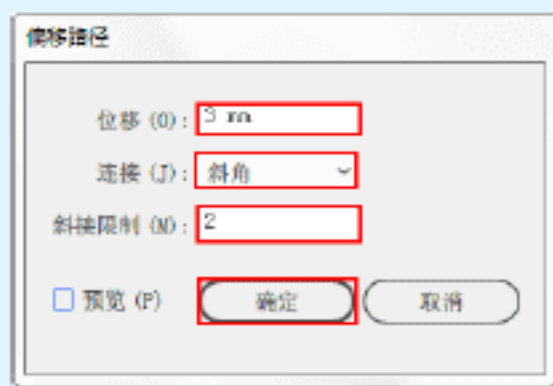 偏移路径
位移 (O): 3 mm
连接 (J): 斜角
斜接限制 (M): 2
预览 (P) 确定 取消